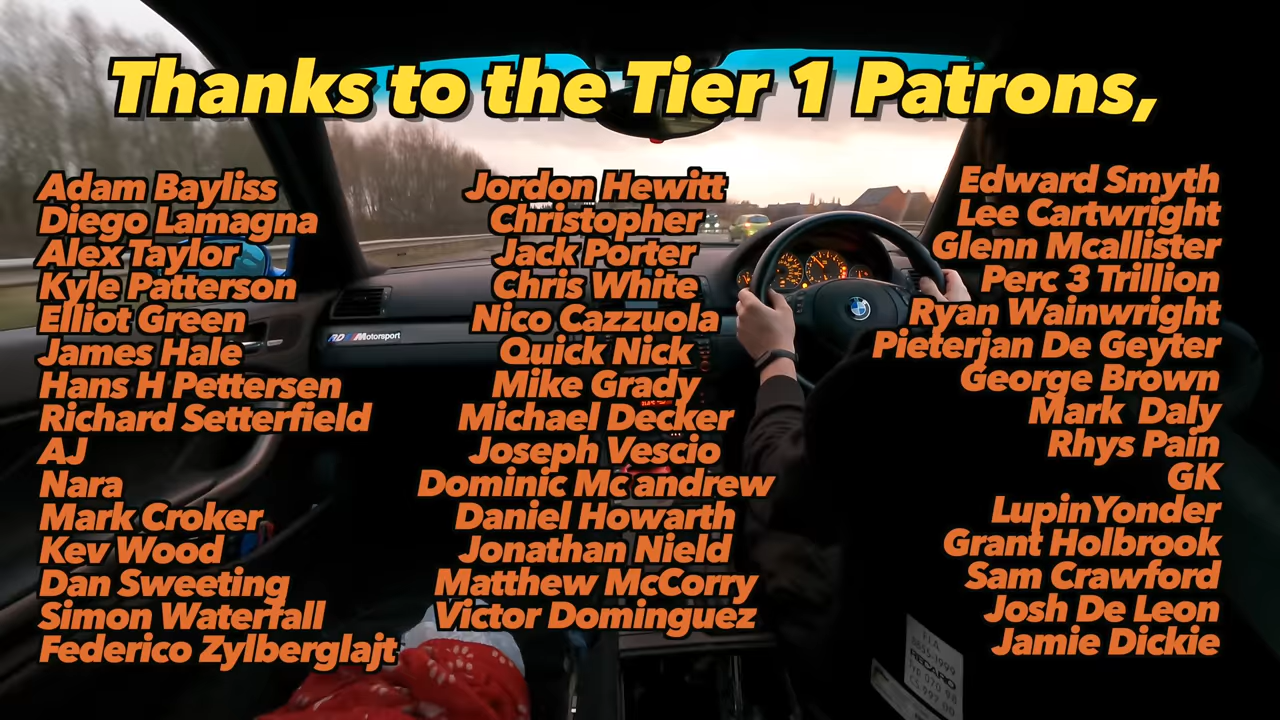 Thanks to the Tier 1 Patrons,
Adam Bayliss
Diego Lamagna
Alex Taylor
Kyle Patterson
Elliot Green
James Hale
Hans H Pettersen
Richard Setterfield
AJ
Nara
Mark Croker
Kev Wood
Dan Sweeting
Simon Waterfall
Federico Zylberglajt
Jordon Hewitt
Christopher
Jack Porter
Chris White
Nico Cazzuola
Quick Nick
Mike Grady
Michael Decker
Joseph Vescio
Dominic Mc andrew
Daniel Howarth
Jonathan Nield
Matthew McCorry
Victor Dominguez
Edward Smyth
Lee Cartwright
Glenn Mcallister
Perc 3 Trillion
Ryan Wainwright
Pieterjan De Geyter
George Brown
Mark Daly
Rhys Pain
GK
LupinYonder
Grant Holbrook
Sam Crawford
Josh De Leon
Jamie Dickie
Motorsport
RECARO